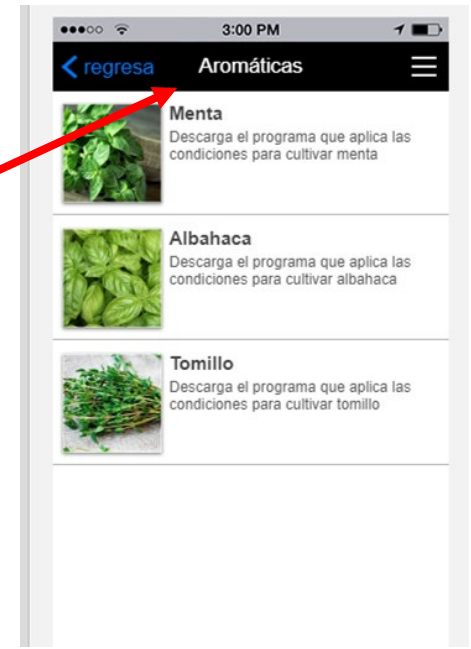 3:00 PM
regresa Aromáticas
Menta
Descarga el programa que aplica las
condiciones para cultivar menta
Albahaca
Descarga el programa que aplica las
condiciones para cultivar albahaca
Tomillo
Descarga el programa que aplica las
condiciones para cultivar tomillo